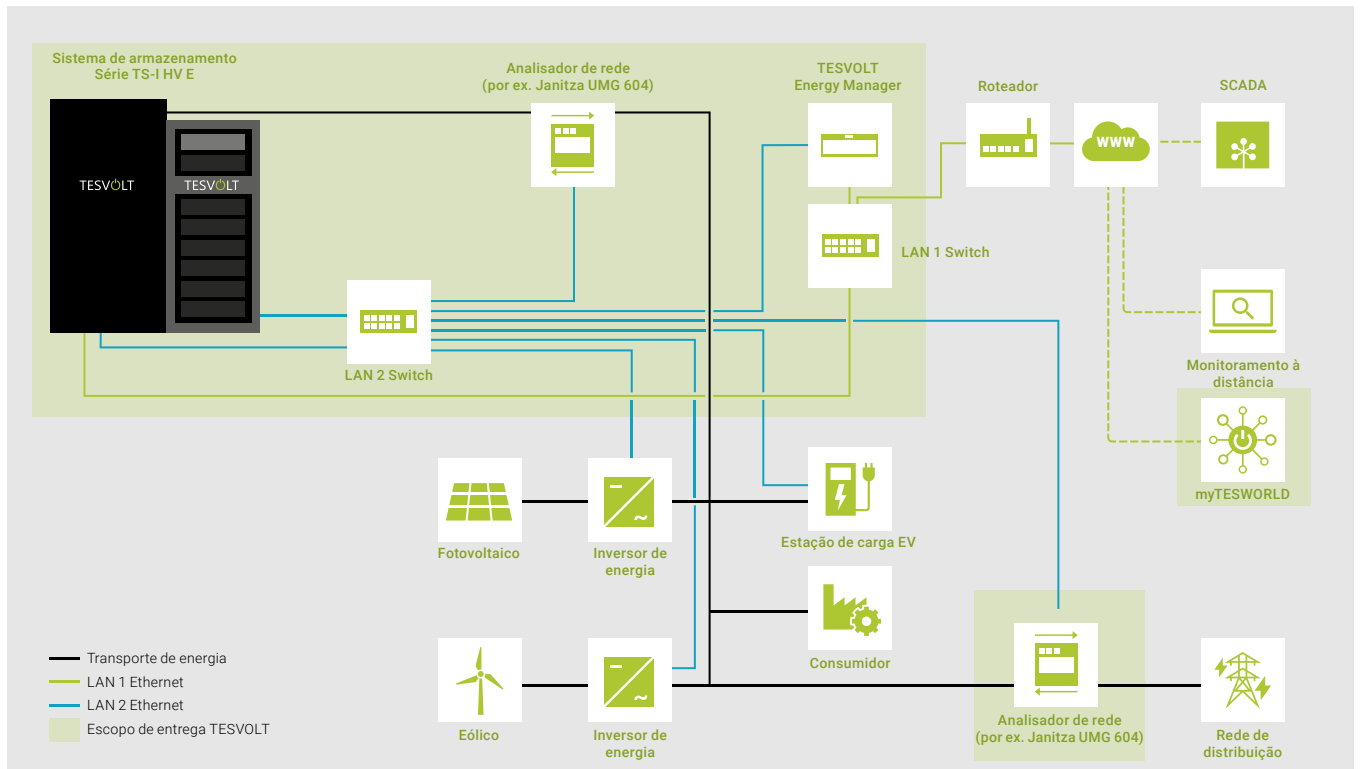 Sistema de armazenamento
Série TS-I HV E
Analisador de rede
(por ex. Janitza UMG 604)
TESVOLT
Energy Manager
Roteador
SCADA
WWW
TESVOLT
TESVOLT
LAN 1 Switch
LAN 2 Switch
Monitoramento à
distância
myTESWORLD
Fotovoltaico
Inversor de
energia
Estação de carga EV
Consumidor
Eólico
Inversor de
energia
Analisador de rede
(por ex. Janitza UMG 604)
Rede de
distribuição
Transporte de energia
LAN 1 Ethernet
LAN 2 Ethernet
Escopo de entrega TESVOLT